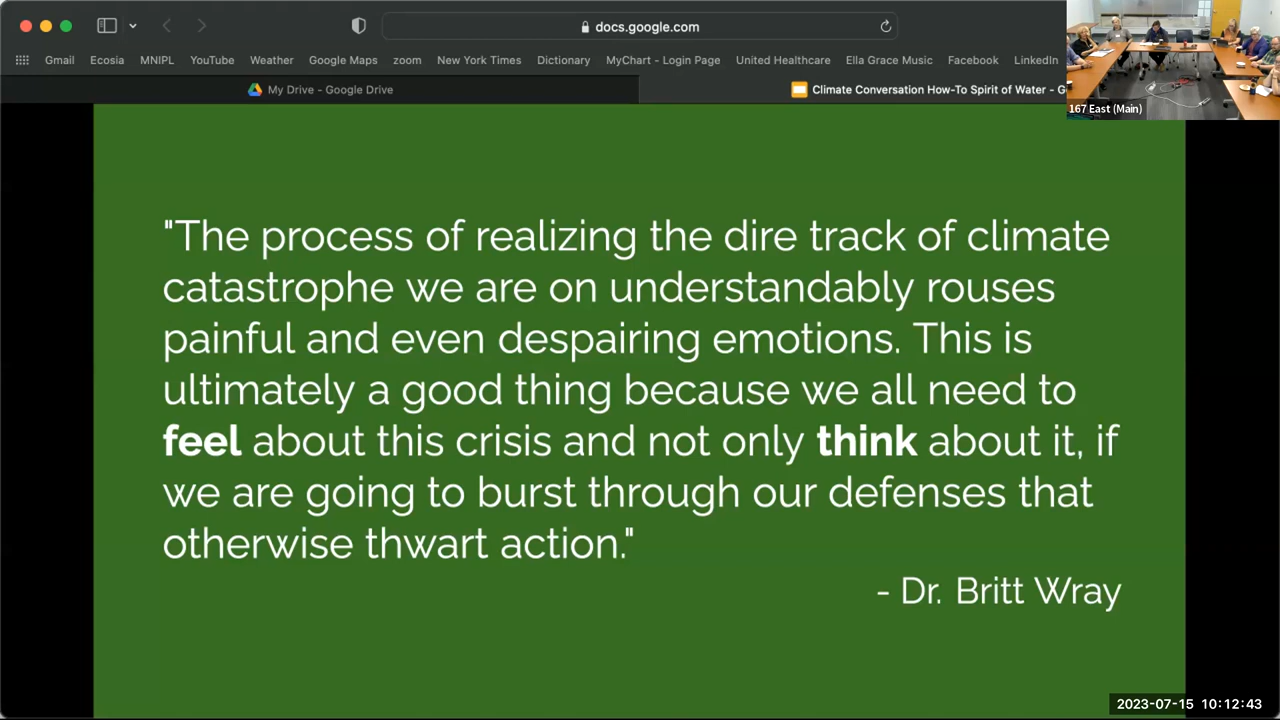 docs.google.com
Gmail Ecosia MNIPL YouTube Weather Google Maps zoom New York Times Dictionary MyChart - Login Page United Healthcare Ella Grace Music Facebook LinkedIn
My Drive - Google Drive
Climate Conversation How-To Spirit of Water - G
167 East (Main)
"The process of realizing the dire track of climate
catastrophe we are on understandably rouses
painful and even despairing emotions. This is
ultimately a good thing because we all need to
feel about this crisis and not only think about it, if
we are going to burst through our defenses that
otherwise thwart action."
- Dr. Britt Wray
2023-07-15 10:12:43